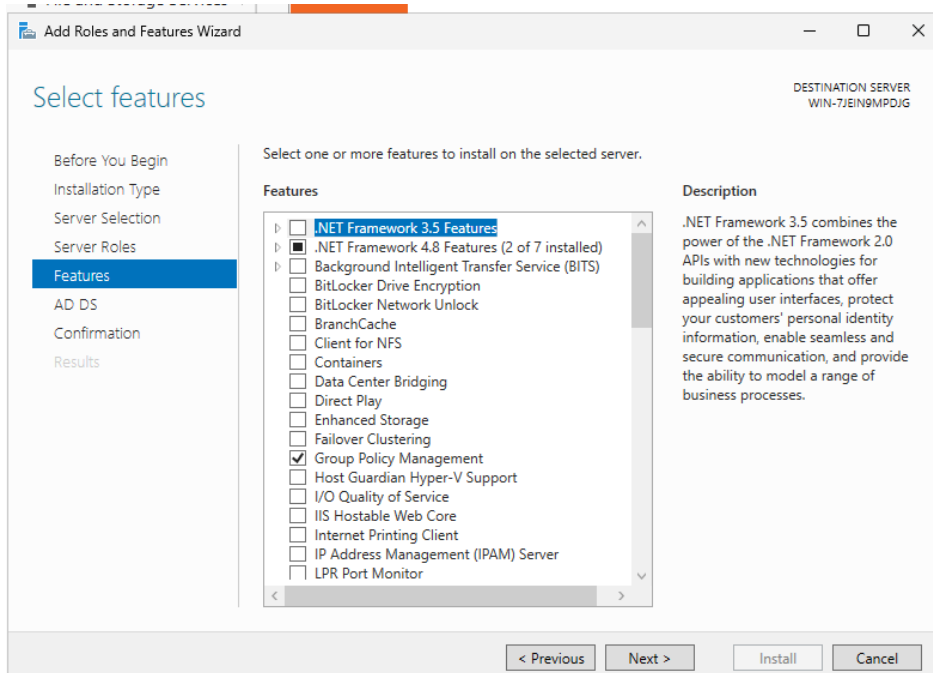 File and Storage Services
Add Roles and Features Wizard
Select features
DESTINATION SERVER
WIN-7JEIN9MPDJG
Before You Begin
Installation Type
Server Selection
Server Roles
Features
AD DS
Confirmation
Results
Select one or more features to install on the selected server.
Features
.NET Framework 3.5 Features
.NET Framework 4.8 Features (2 of 7 installed)
Background Intelligent Transfer Service (BITS)
BitLocker Drive Encryption
BitLocker Network Unlock
BranchCache
Client for NFS
Containers
Data Center Bridging
Direct Play
Enhanced Storage
Failover Clustering
Group Policy Management
Host Guardian Hyper-V Support
I/O Quality of Service
IIS Hostable Web Core
Internet Printing Client
IP Address Management (IPAM) Server
LPR Port Monitor
Description
.NET Framework 3.5 combines the
power of the .NET Framework 2.0
APIs with new technologies for
building applications that offer
appealing user interfaces, protect
your customers' personal identity
information, enable seamless and
secure communication, and provide
the ability to model a range of
business processes.
< Previous
Next >
Install
Cancel